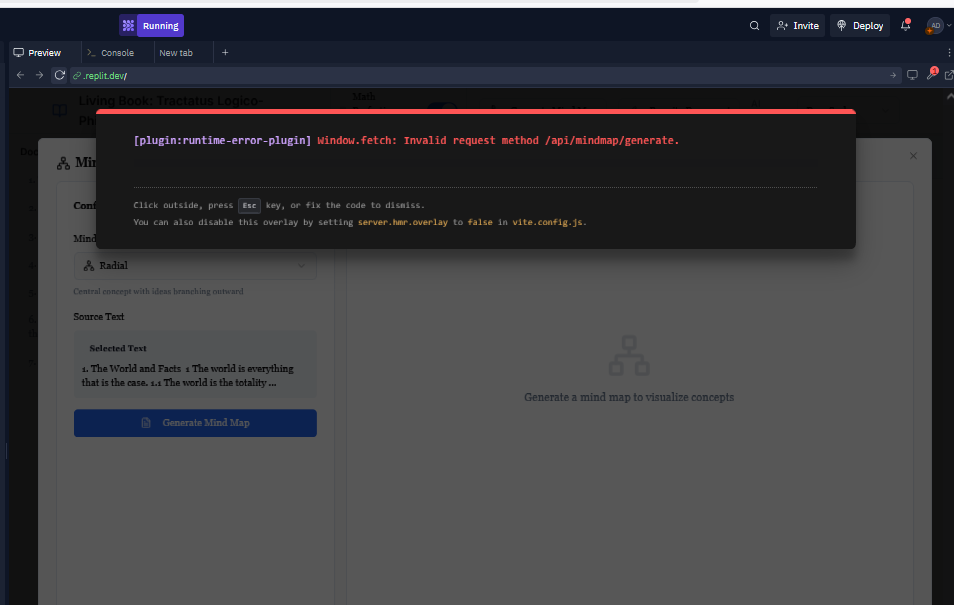 Running
Invite
Deploy
AD
Preview
Console
New tab
+
.replit.dev/
1
Living Book: Tractatus Logico-
Math
[plugin:runtime-error-plugin] Window.fetch: Invalid request method /api/mindmap/generate.
Click outside, press Esc key, or fix the code to dismiss.
You can also disable this overlay by setting server.hmr.overlay to false in vite.config.js.
Radial
Central concept with ideas branching outward
Source Text
Selected Text
1. The World and Facts 1 The world is everything
that is the case. 1.1 The world is the totality ...
Generate Mind Map
Generate a mind map to visualize concepts